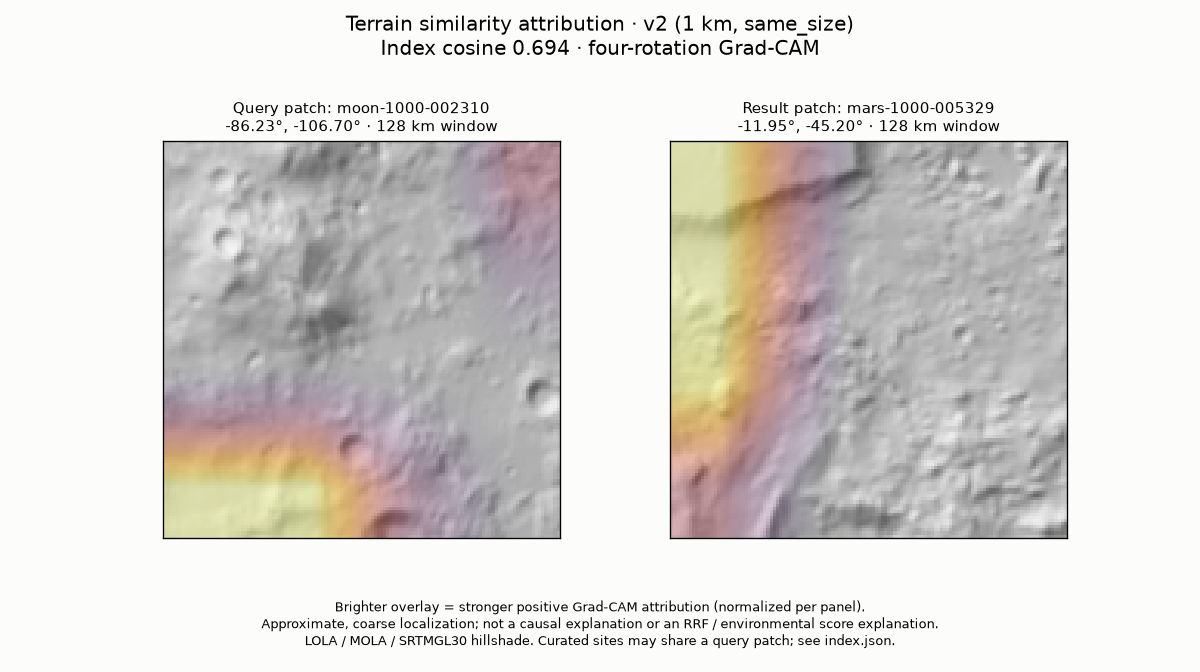 Terrain similarity attribution · v2 (1 km, same_size)
Index cosine 0.694 · four-rotation Grad-CAM
Query patch: moon-1000-002310
-86.23°, -106.70° · 128 km window
Result patch: mars-1000-005329
-11.95°, -45.20° · 128 km window
Brighter overlay = stronger positive Grad-CAM attribution (normalized per panel).
Approximate, coarse localization; not a causal explanation or an RRF / environmental score explanation.
LOLA / MOLA / SRTMGL30 hillshade. Curated sites may share a query patch; see index.json.